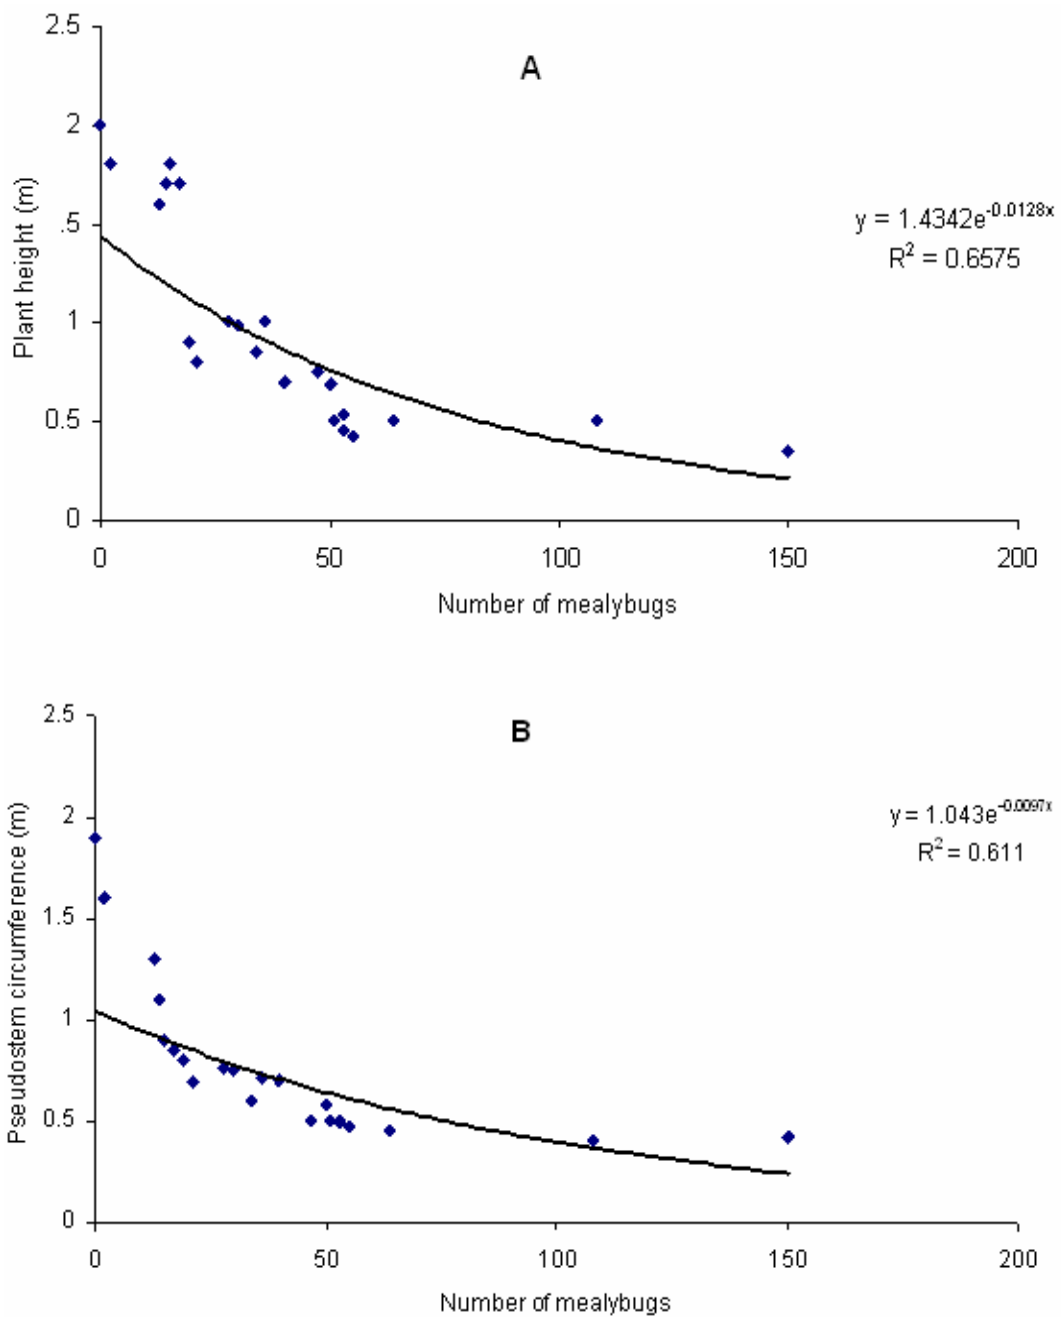 A
2.5
2
.5
1
0.5
0
Plant height (m)
y = 1.4342e^-0.0128x
R² = 0.6575
0 50 100 150 200
Number of mealybugs
B
2.5
2
1.5
1
0.5
0
Pseudostem circumference (m)
y = 1.043e^-0.0097x
R² = 0.611
0 50 100 150 200
Number of mealybugs